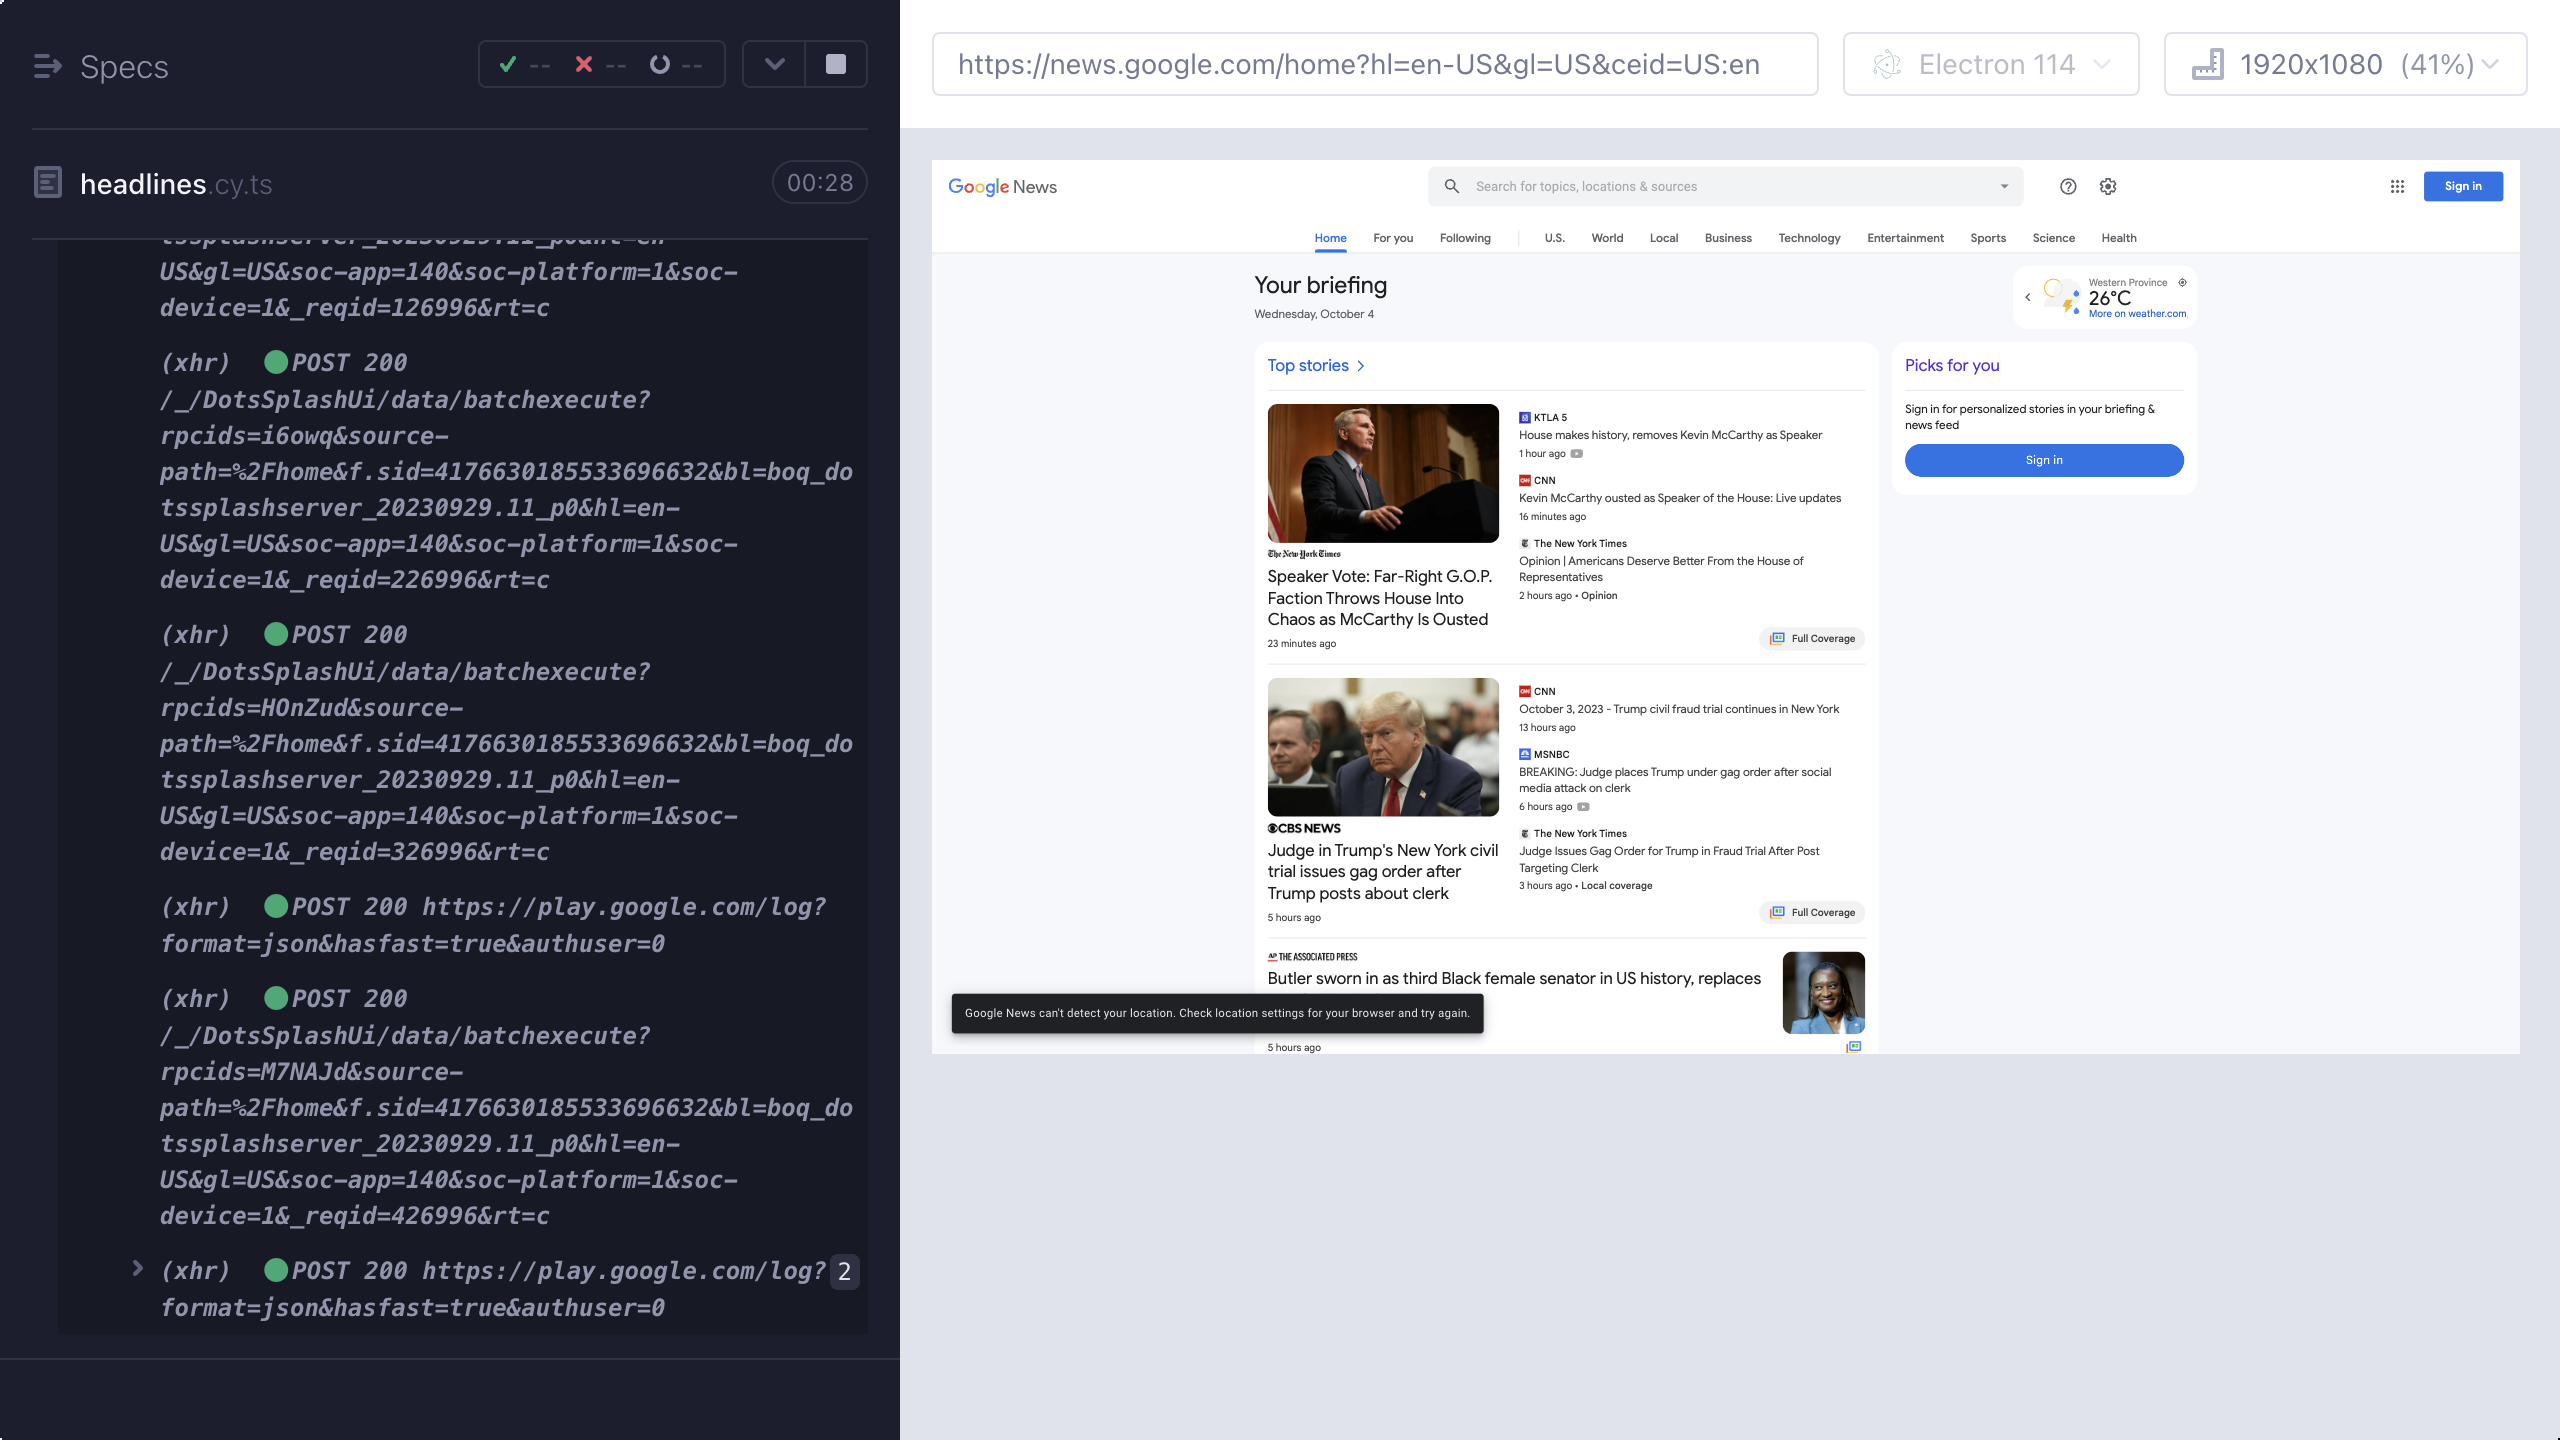 Specs
-- -- --
headlines.cy.ts
00:28
US&gl=US&soc-app=140&soc-platform=1&soc-
device=1&_reqid=126996&rt=c
(xhr) POST 200
/_/DotsSplashUi/data/batchexecute?
rpcids=i6owq&source-
path=%2Fhome&f.sid=4176630185533696632&bl=boq_do
tssplashserver_20230929.11_p0&hl=en-
US&gl=US&soc-app=140&soc-platform=1&soc-
device=1&_reqid=226996&rt=c
(xhr) POST 200
/_/DotsSplashUi/data/batchexecute?
rpcids=HOnZud&source-
path=%2Fhome&f.sid=4176630185533696632&bl=boq_do
tssplashserver_20230929.11_p0&hl=en-
US&gl=US&soc-app=140&soc-platform=1&soc-
device=1&_reqid=326996&rt=c
(xhr) POST 200 https://play.google.com/log?
format=json&hasfast=true&authuser=0
(xhr) POST 200
/_/DotsSplashUi/data/batchexecute?
rpcids=M7NAJd&source-
path=%2Fhome&f.sid=4176630185533696632&bl=boq_do
tssplashserver_20230929.11_p0&hl=en-
US&gl=US&soc-app=140&soc-platform=1&soc-
device=1&_reqid=426996&rt=c
(xhr) POST 200 https://play.google.com/log? 2
format=json&hasfast=true&authuser=0
https://news.google.com/home?hl=en-US&gl=US&ceid=US:en
Electron 114
1920x1080 (41%)
Google News
Search for topics, locations & sources
Sign in
Home For you Following U.S. World Local Business Technology Entertainment Sports Science Health
Your briefing
Wednesday, October 4
Western Province
26°C
More on weather.com
Top stories
The New York Times
Speaker Vote: Far-Right G.O.P.
Faction Throws House Into
Chaos as McCarthy Is Ousted
23 minutes ago
KTLA 5
House makes history, removes Kevin McCarthy as Speaker
1 hour ago
CNN
Kevin McCarthy ousted as Speaker of the House: Live updates
16 minutes ago
The New York Times
Opinion | Americans Deserve Better From the House of
Representatives
2 hours ago • Opinion
Full Coverage
CBS NEWS
Judge in Trump's New York civil
trial issues gag order after
Trump posts about clerk
5 hours ago
CNN
October 3, 2023 - Trump civil fraud trial continues in New York
13 hours ago
MSNBC
BREAKING: Judge places Trump under gag order after social
media attack on clerk
6 hours ago
The New York Times
Judge Issues Gag Order for Trump in Fraud Trial After Post
Targeting Clerk
3 hours ago • Local coverage
Full Coverage
AP THE ASSOCIATED PRESS
Butler sworn in as third Black female senator in US history, replaces
5 hours ago
Google News can't detect your location. Check location settings for your browser and try again.
Picks for you
Sign in for personalized stories in your briefing &
news feed
Sign in